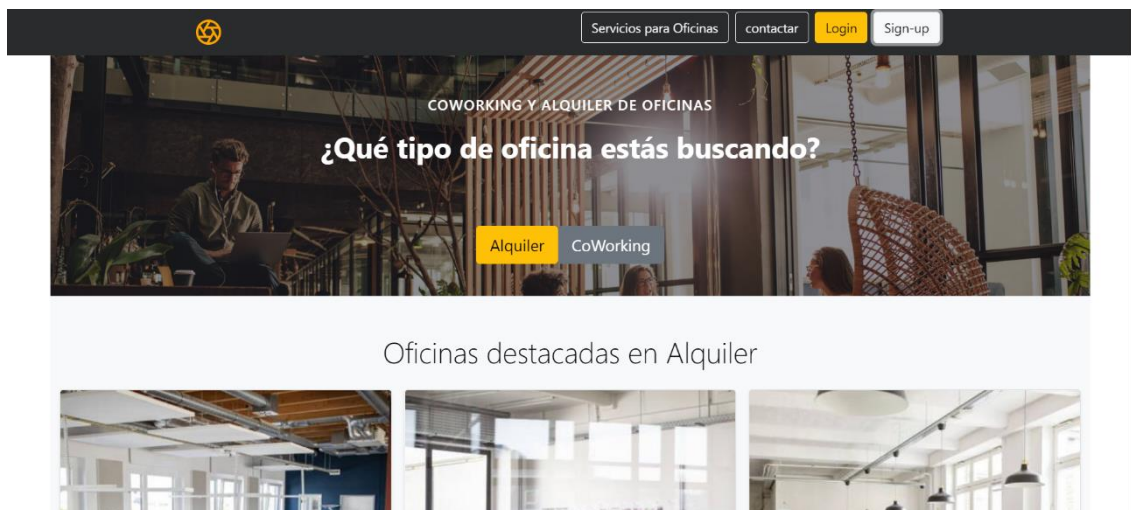 Servicios para Oficinas contactar Login Sign-up
COWORKING Y ALQUILER DE OFICINAS
¿Qué tipo de oficina estás buscando?
Alquiler CoWorking
Oficinas destacadas en Alquiler